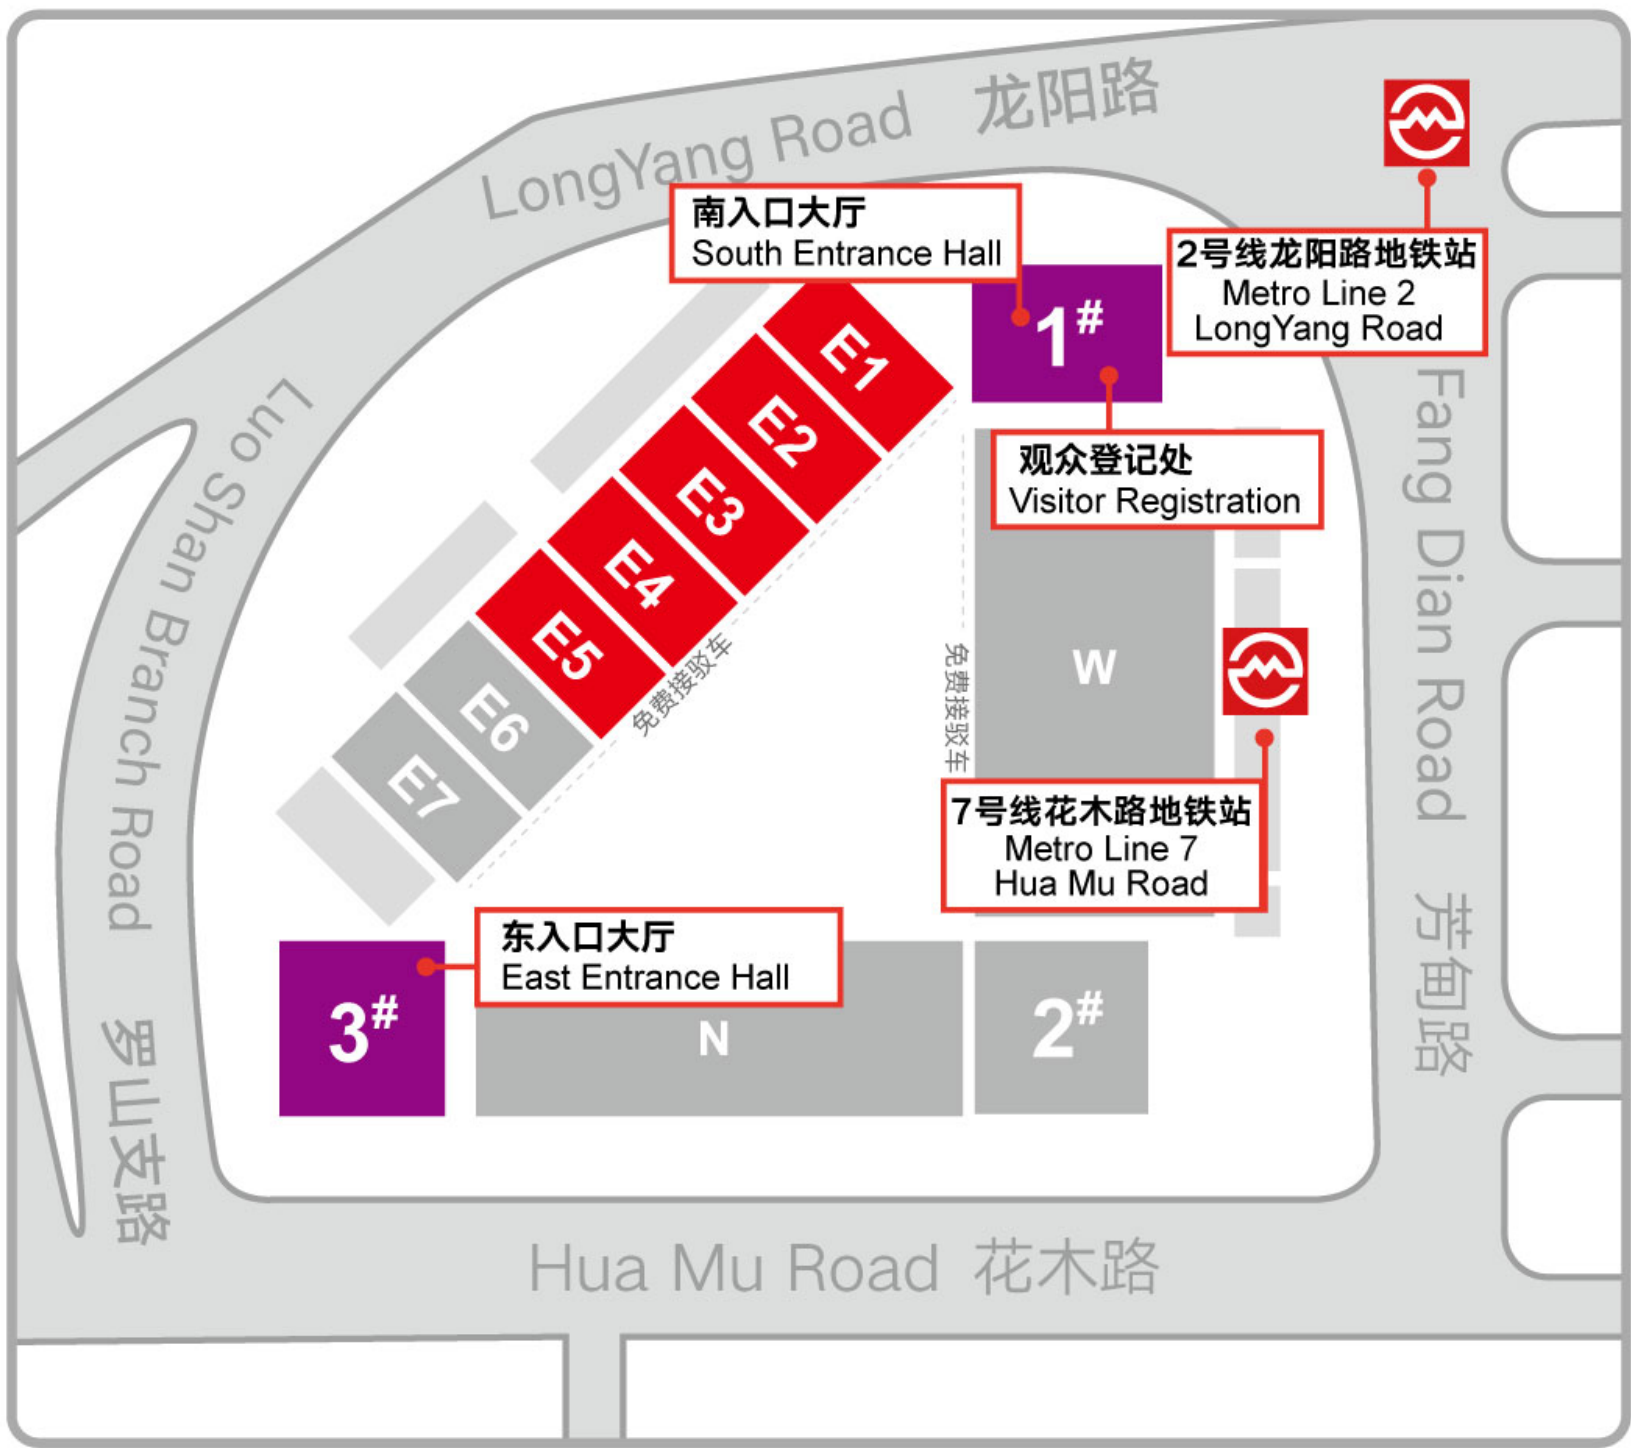 LongYang Road 龙阳路
南入口大厅
South Entrance Hall
1#
2号线龙阳路地铁站
Metro Line 2
LongYang Road
E1
E2
E3
E4
E5
E6
E7
观众登记处
Visitor Registration
Luo Shan Branch Road 罗山支路
Fang Dian Road 芳甸路
免费接驳车
免费接驳车
W
7号线花木路地铁站
Metro Line 7
Hua Mu Road
东入口大厅
East Entrance Hall
3#
N
2#
Hua Mu Road 花木路